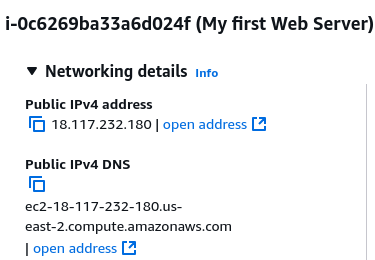 i-0c6269ba33a6d024f (My first Web Server)
Networking details Info
Public IPv4 address
18.117.232.180 | open address
Public IPv4 DNS
ec2-18-117-232-180.us-
east-2.compute.amazonaws.com
| open address